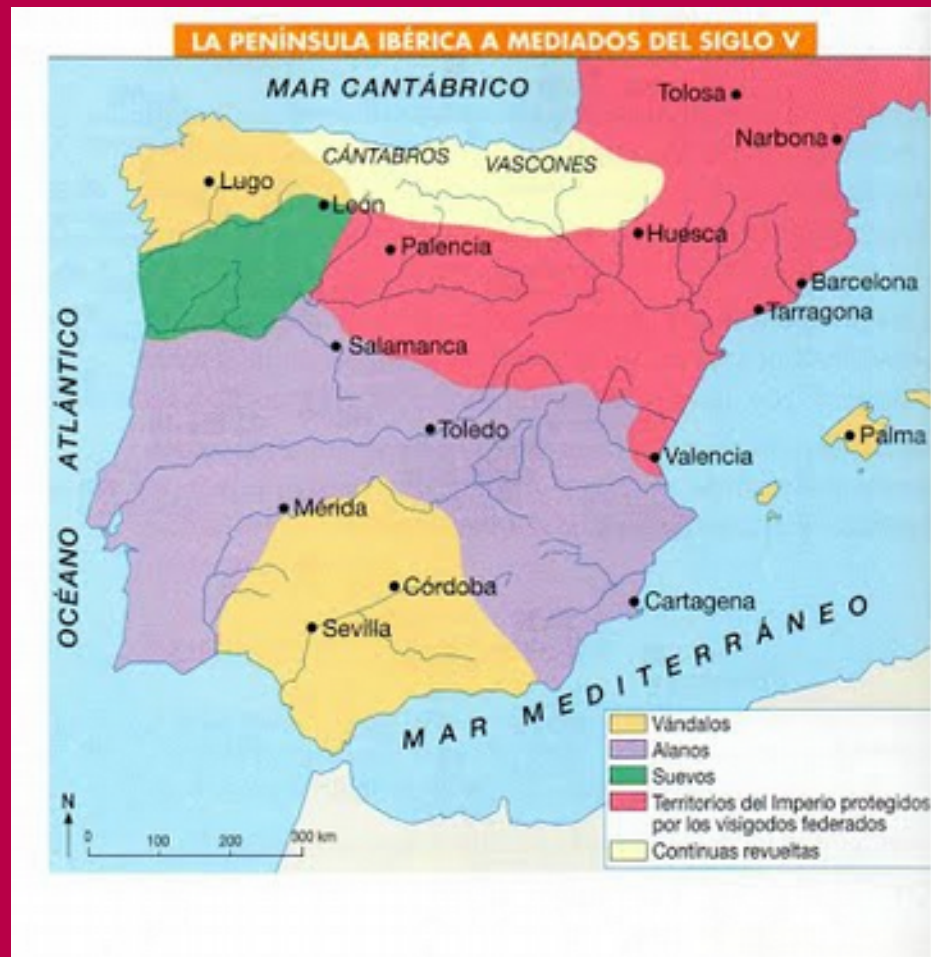 LA PENÍNSULA IBÉRICA A MEDIADOS DEL SIGLO V
MAR CANTÁBRICO
Tolosa
Narbona
CÁNTABROS
VASCONES
Lugo
León
Palencia
Huesca
Barcelona
Tarragona
Salamanca
Toledo
Valencia
Palma
Mérida
Córdoba
Sevilla
Cartagena
OCÉANO ATLÁNTICO
MAR MEDITERRÁNEO
Vándalos
Alanos
Suevos
Territorios del Imperio protegidos
por los visigodos federados
Continuas revueltas
N
0 100 200 300 km